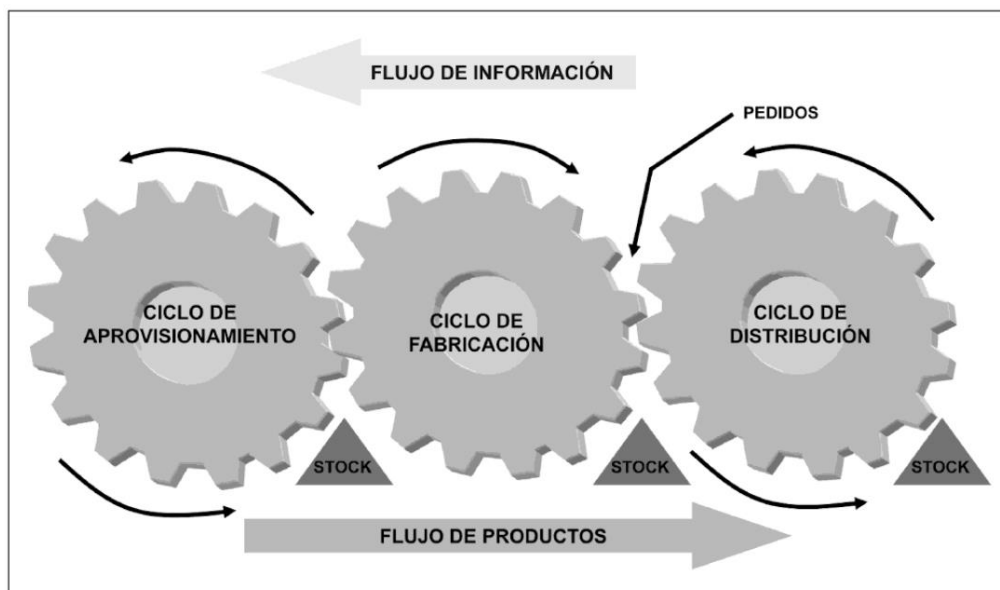 FLUJO DE INFORMACIÓN
PEDIDOS
CICLO DE
APROVISIONAMIENTO
CICLO DE
FABRICACIÓN
CICLO DE
DISTRIBUCIÓN
STOCK
STOCK
STOCK
FLUJO DE PRODUCTOS